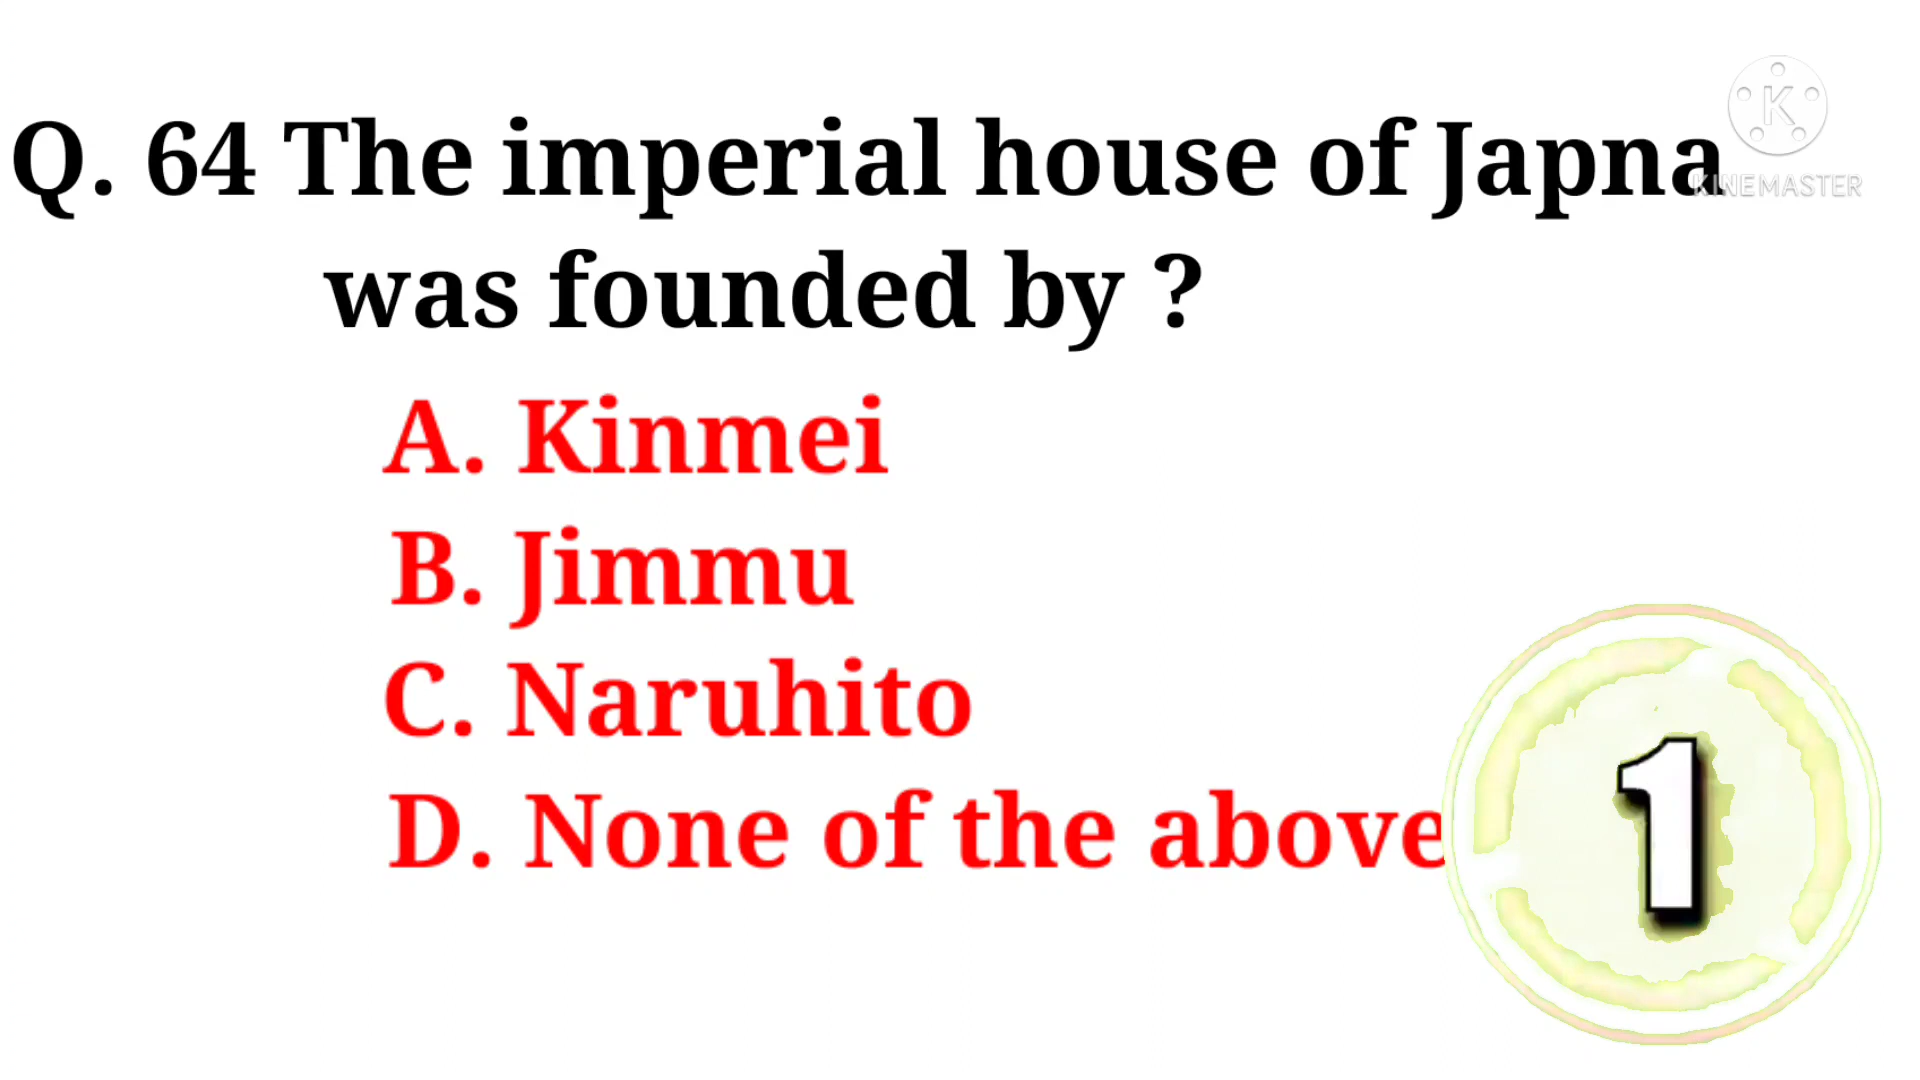 Q. 64 The imperial house of Japna
was founded by ?
A. Kinmei
B. Jimmu
C. Naruhito
D. None of the above
K
KINEMASTER
1